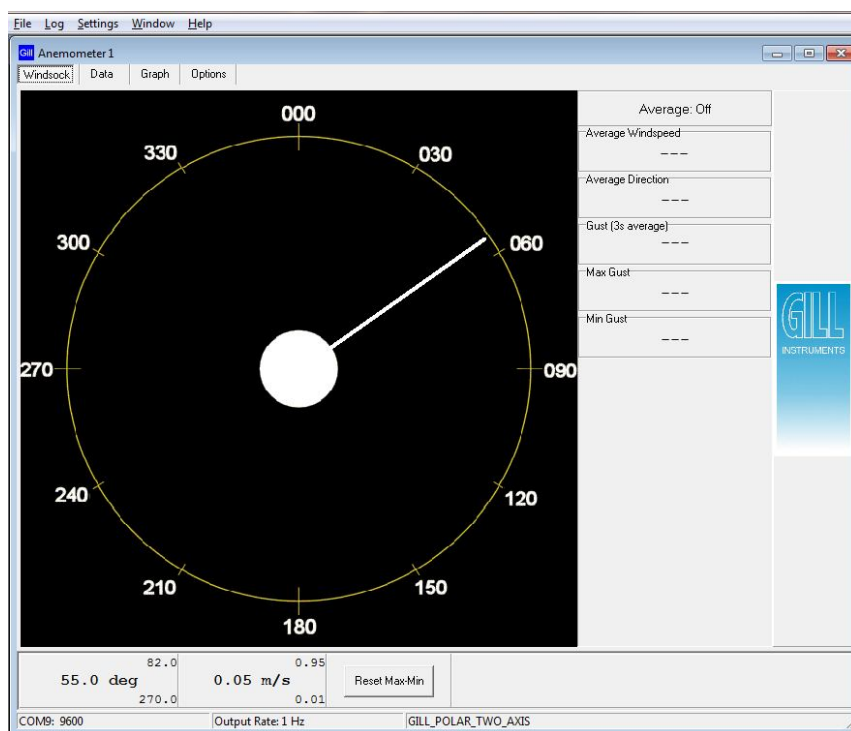 File Log Settings Window Help
Gill Anemometer 1
Windsock Data Graph Options
000
030
060
090
120
150
180
210
240
270
300
330
Average: Off
Average Windspeed
---
Average Direction
---
Gust (3s average)
---
Max Gust
---
Min Gust
---
GILL
INSTRUMENTS
82.0
55.0 deg
270.0
0.95
0.05 m/s
0.01
Reset Max-Min
COM9: 9600 Output Rate: 1 Hz GILL_POLAR_TWO_AXIS